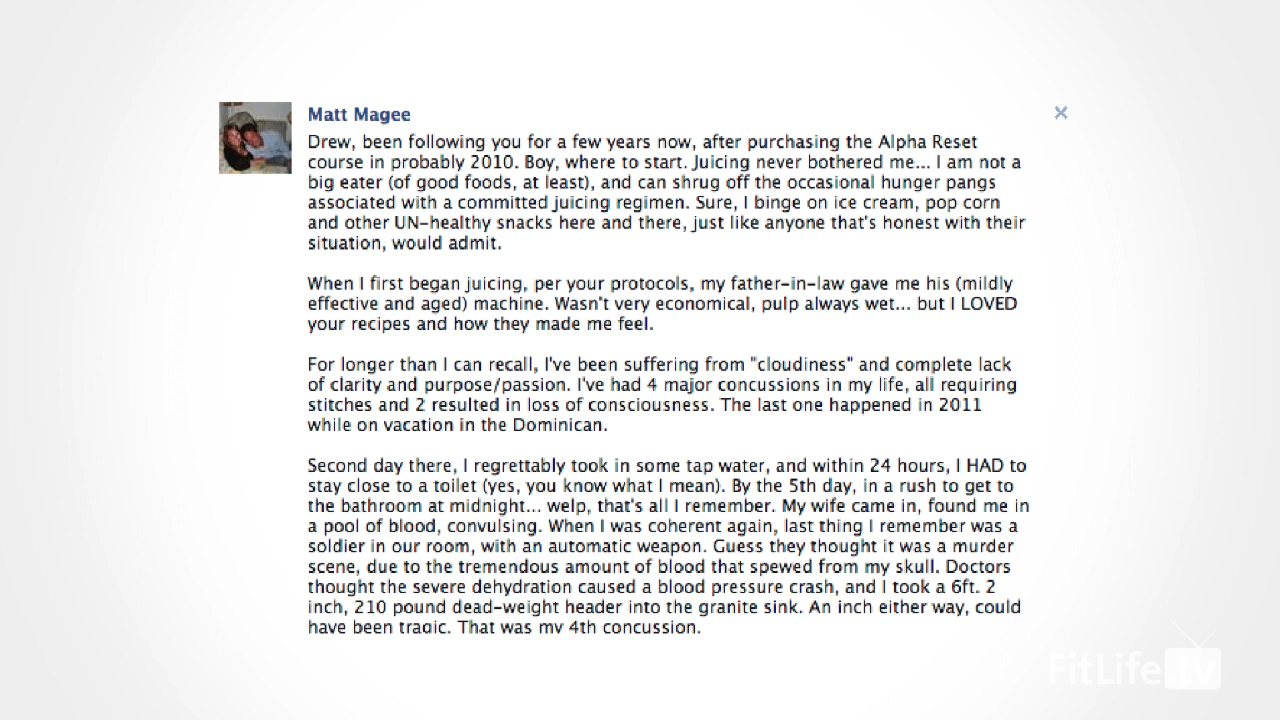 Matt Magee
Drew, been following you for a few years now, after purchasing the Alpha Reset
course in probably 2010. Boy, where to start. Juicing never bothered me... I am not a
big eater (of good foods, at least), and can shrug off the occasional hunger pangs
associated with a committed juicing regimen. Sure, I binge on ice cream, pop corn
and other UN-healthy snacks here and there, just like anyone that's honest with their
situation, would admit.
When I first began juicing, per your protocols, my father-in-law gave me his (mildly
effective and aged) machine. Wasn't very economical, pulp always wet... but I LOVED
your recipes and how they made me feel.
For longer than I can recall, I've been suffering from "cloudiness" and complete lack
of clarity and purpose/passion. I've had 4 major concussions in my life, all requiring
stitches and 2 resulted in loss of consciousness. The last one happened in 2011
while on vacation in the Dominican.
Second day there, I regrettably took in some tap water, and within 24 hours, I HAD to
stay close to a toilet (yes, you know what I mean). By the 5th day, in a rush to get to
the bathroom at midnight... welp, that's all I remember. My wife came in, found me in
a pool of blood, convulsing. When I was coherent again, last thing I remember was a
soldier in our room, with an automatic weapon. Guess they thought it was a murder
scene, due to the tremendous amount of blood that spewed from my skull. Doctors
thought the severe dehydration caused a blood pressure crash, and I took a 6ft. 2
inch, 210 pound dead-weight header into the granite sink. An inch either way, could
have been tragic. That was my 4th concussion.
FitLife.tv